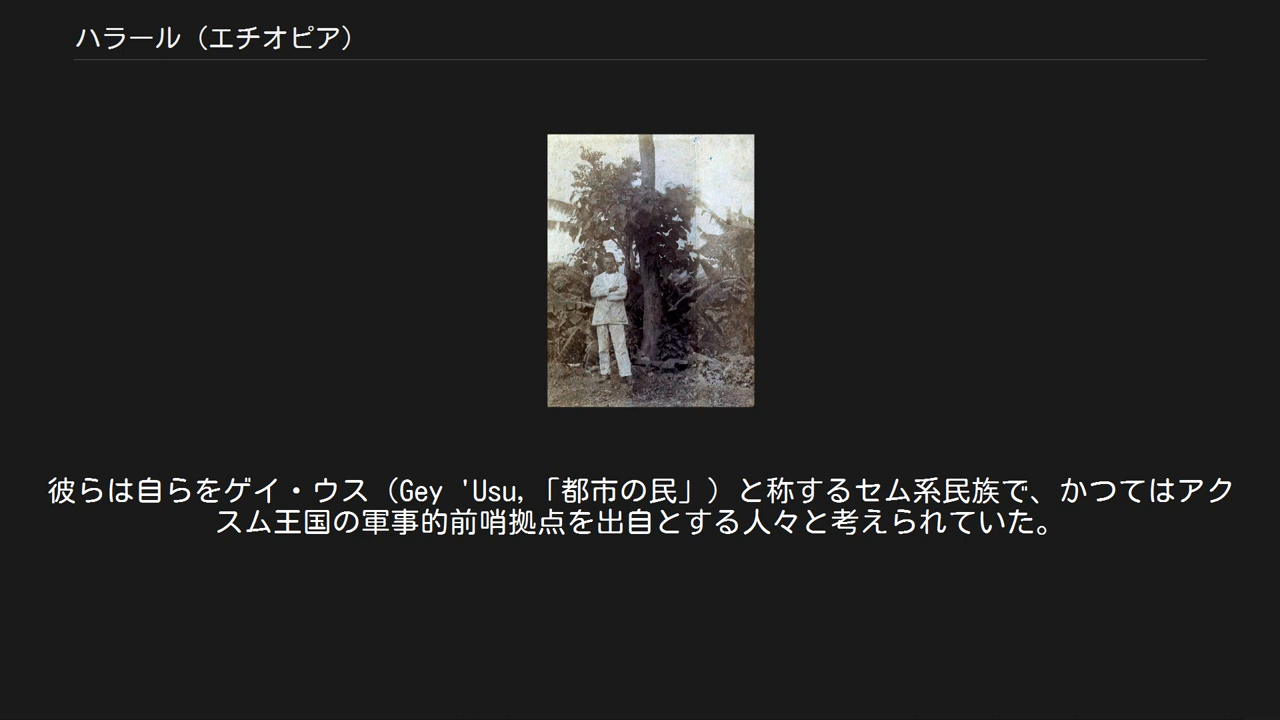 ハラール（エチオピア）
彼らは自らをゲイ・ウス（Gey 'Usu,「都市の民」）と称するセム系民族で、かつてはアク
スム王国の軍事的前哨拠点を出自とする人々と考えられていた。